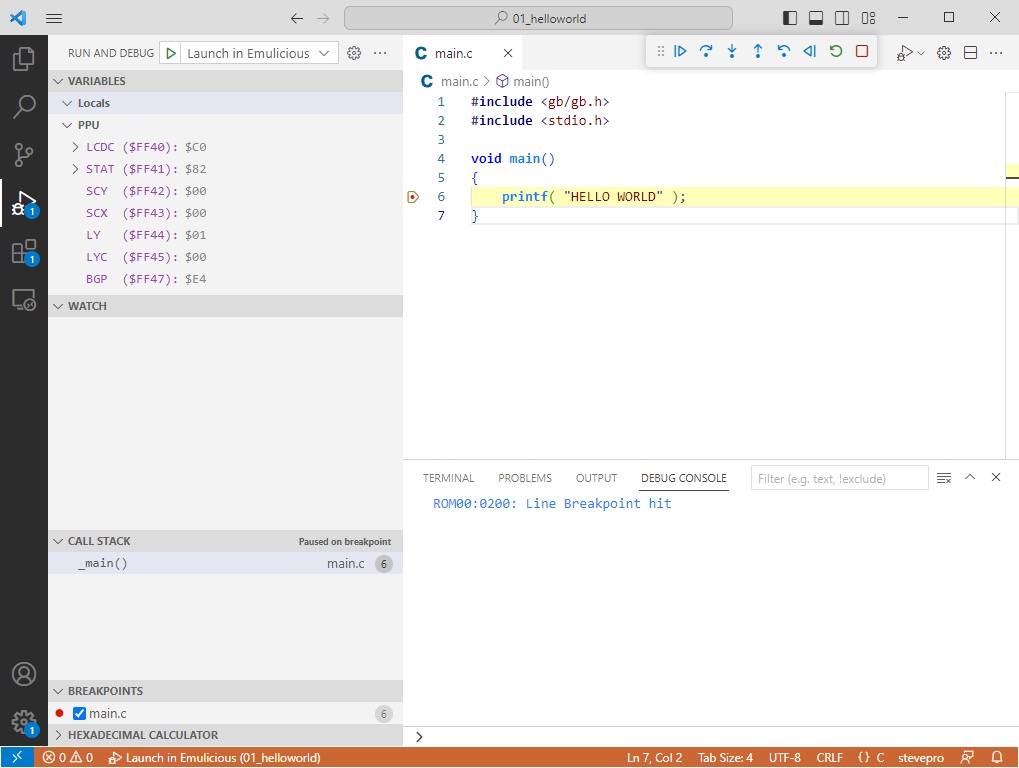 01_helloworld
RUN AND DEBUG Launch in Emulicious
main.c
VARIABLES
Locals
PPU
LCDC ($FF40): $C0
STAT ($FF41): $82
SCY ($FF42): $00
SCX ($FF43): $00
LY ($FF44): $01
LYC ($FF45): $00
BGP ($FF47): $E4
WATCH
CALL STACK Paused on breakpoint
_main() main.c 6
BREAKPOINTS
main.c 6
HEXADECIMAL CALCULATOR
1
1
1
main.c > main()
1 #include <gb/gb.h>
2 #include <stdio.h>
3
4 void main()
5 {
6 printf( "HELLO WORLD" );
7 }
TERMINAL PROBLEMS OUTPUT DEBUG CONSOLE Filter (e.g. text, !exclude)
ROM00:0200: Line Breakpoint hit
>
0 0 Launch in Emulicious (01_helloworld) Ln 7, Col 2 Tab Size: 4 UTF-8 CRLF {} C stevepro